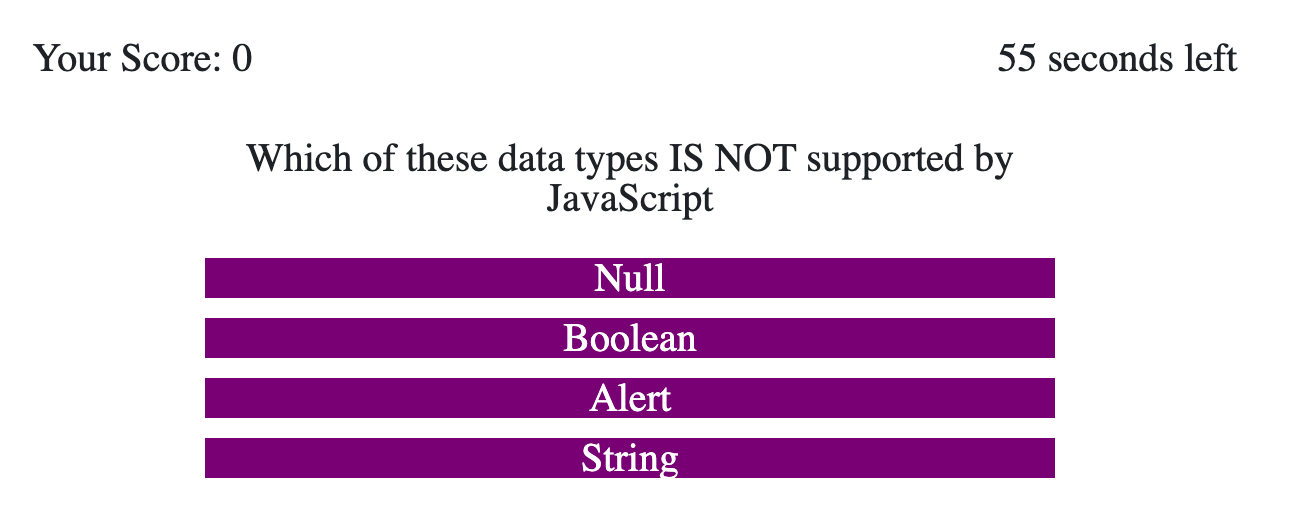 Your Score: 0
55 seconds left
Which of these data types IS NOT supported by
JavaScript
Null
Boolean
Alert
String